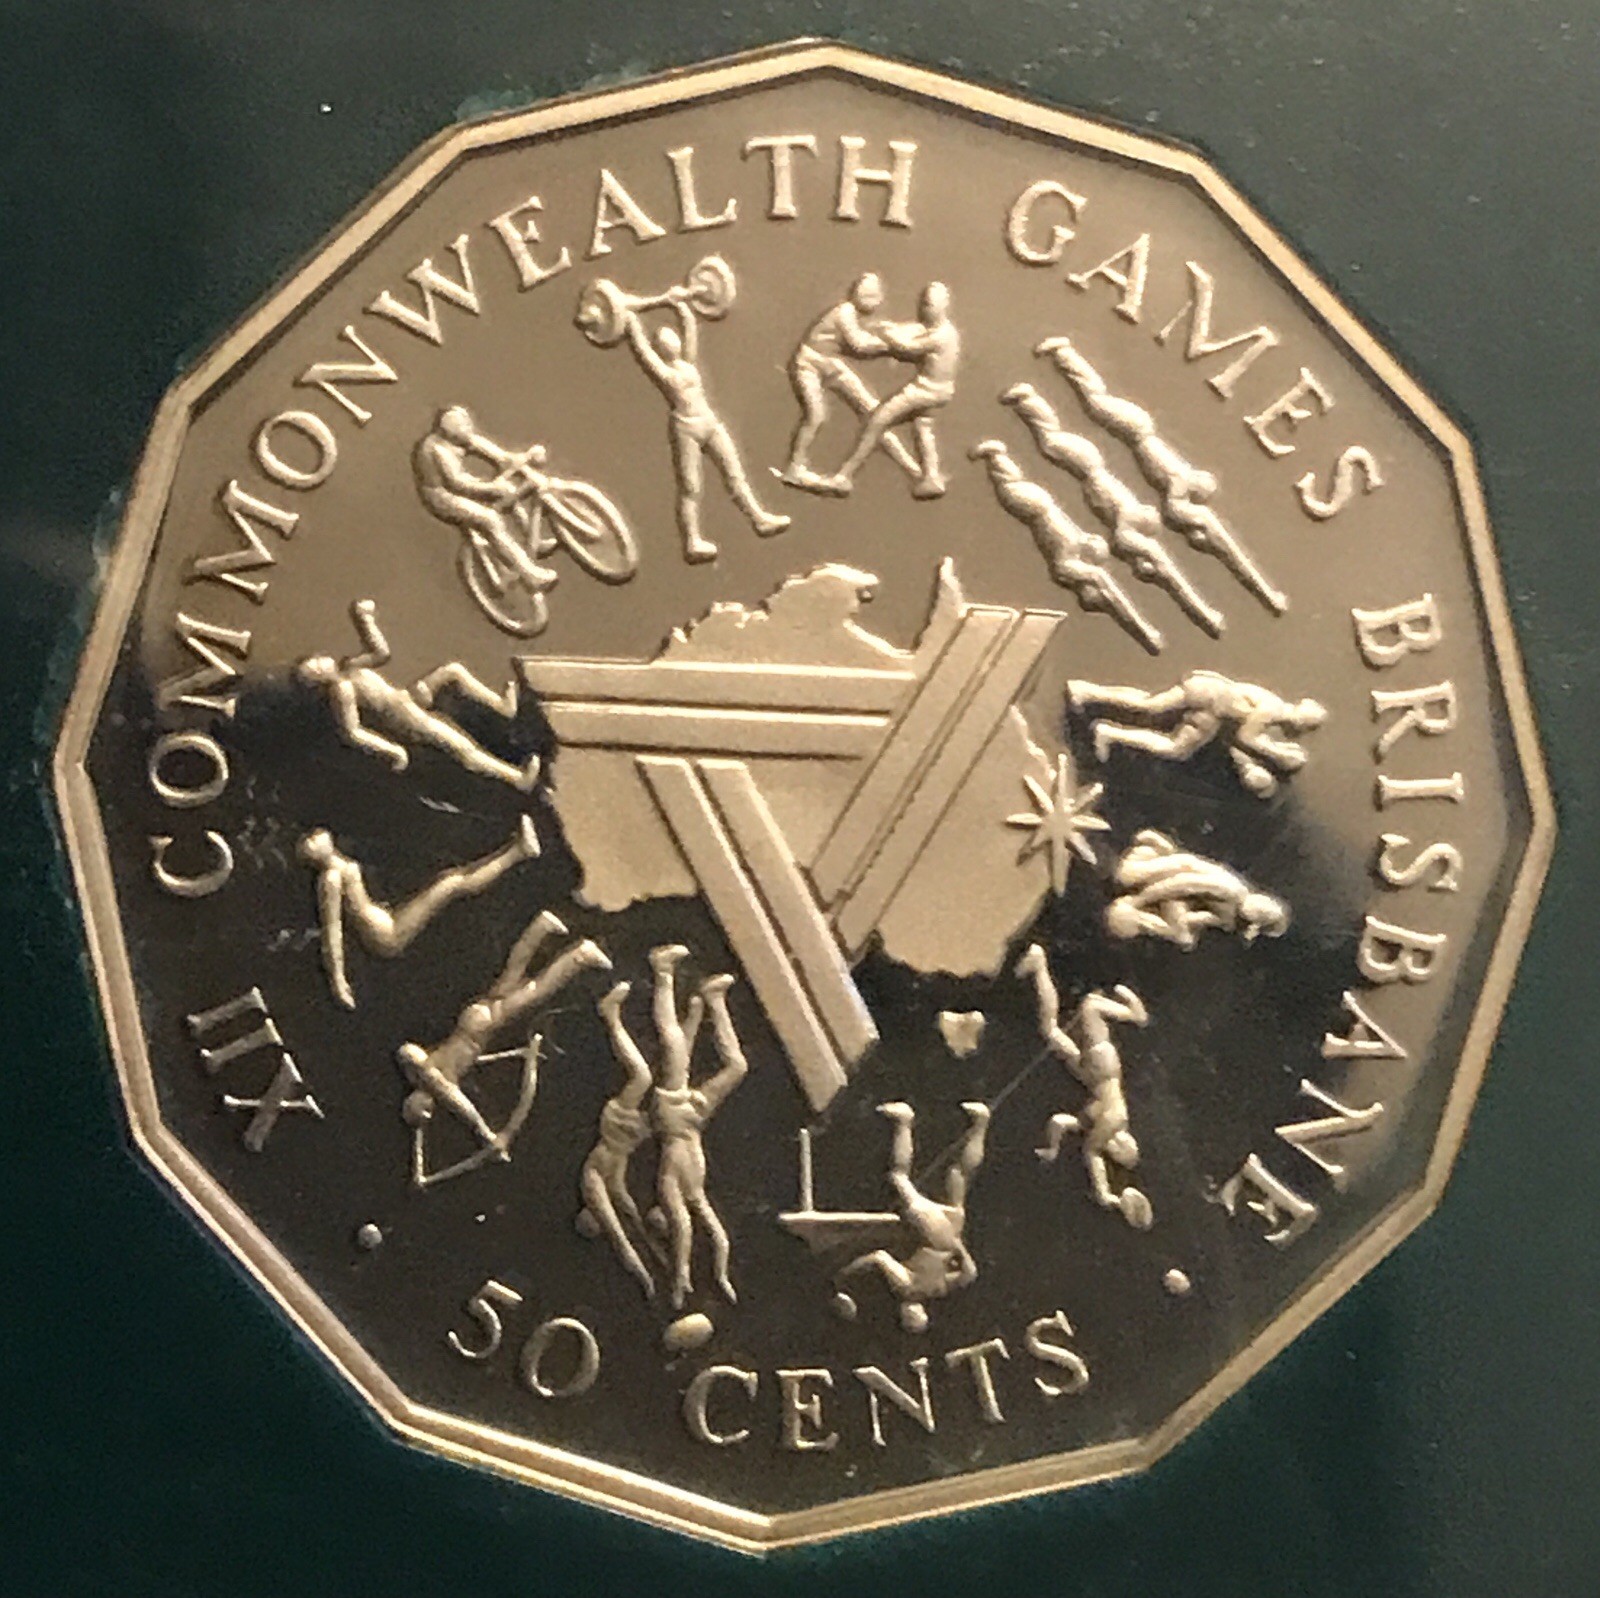 XII COMMONWEALTH GAMES BRISBANE
50 CENTS